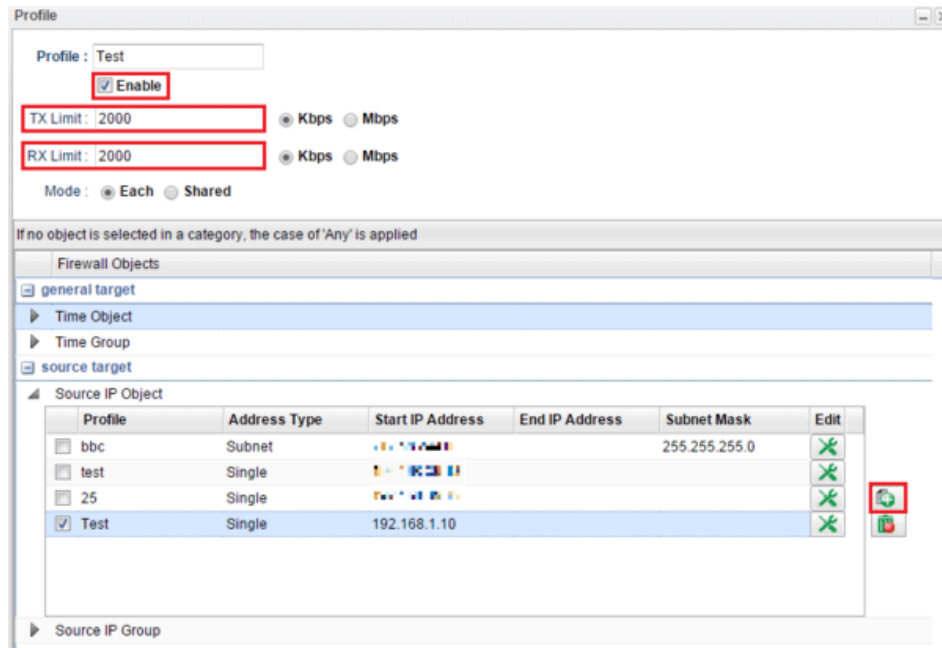 Profile
Profile : Test
Enable
TX Limit : 2000 Kbps Mbps
RX Limit : 2000 Kbps Mbps
Mode : Each Shared
If no object is selected in a category, the case of 'Any' is applied
Firewall Objects
general target
Time Object
Time Group
source target
Source IP Object
Profile Address Type Start IP Address End IP Address Subnet Mask Edit
bbc Subnet 255.255.255.0
test Single
25 Single
Test Single 192.168.1.10
Source IP Group